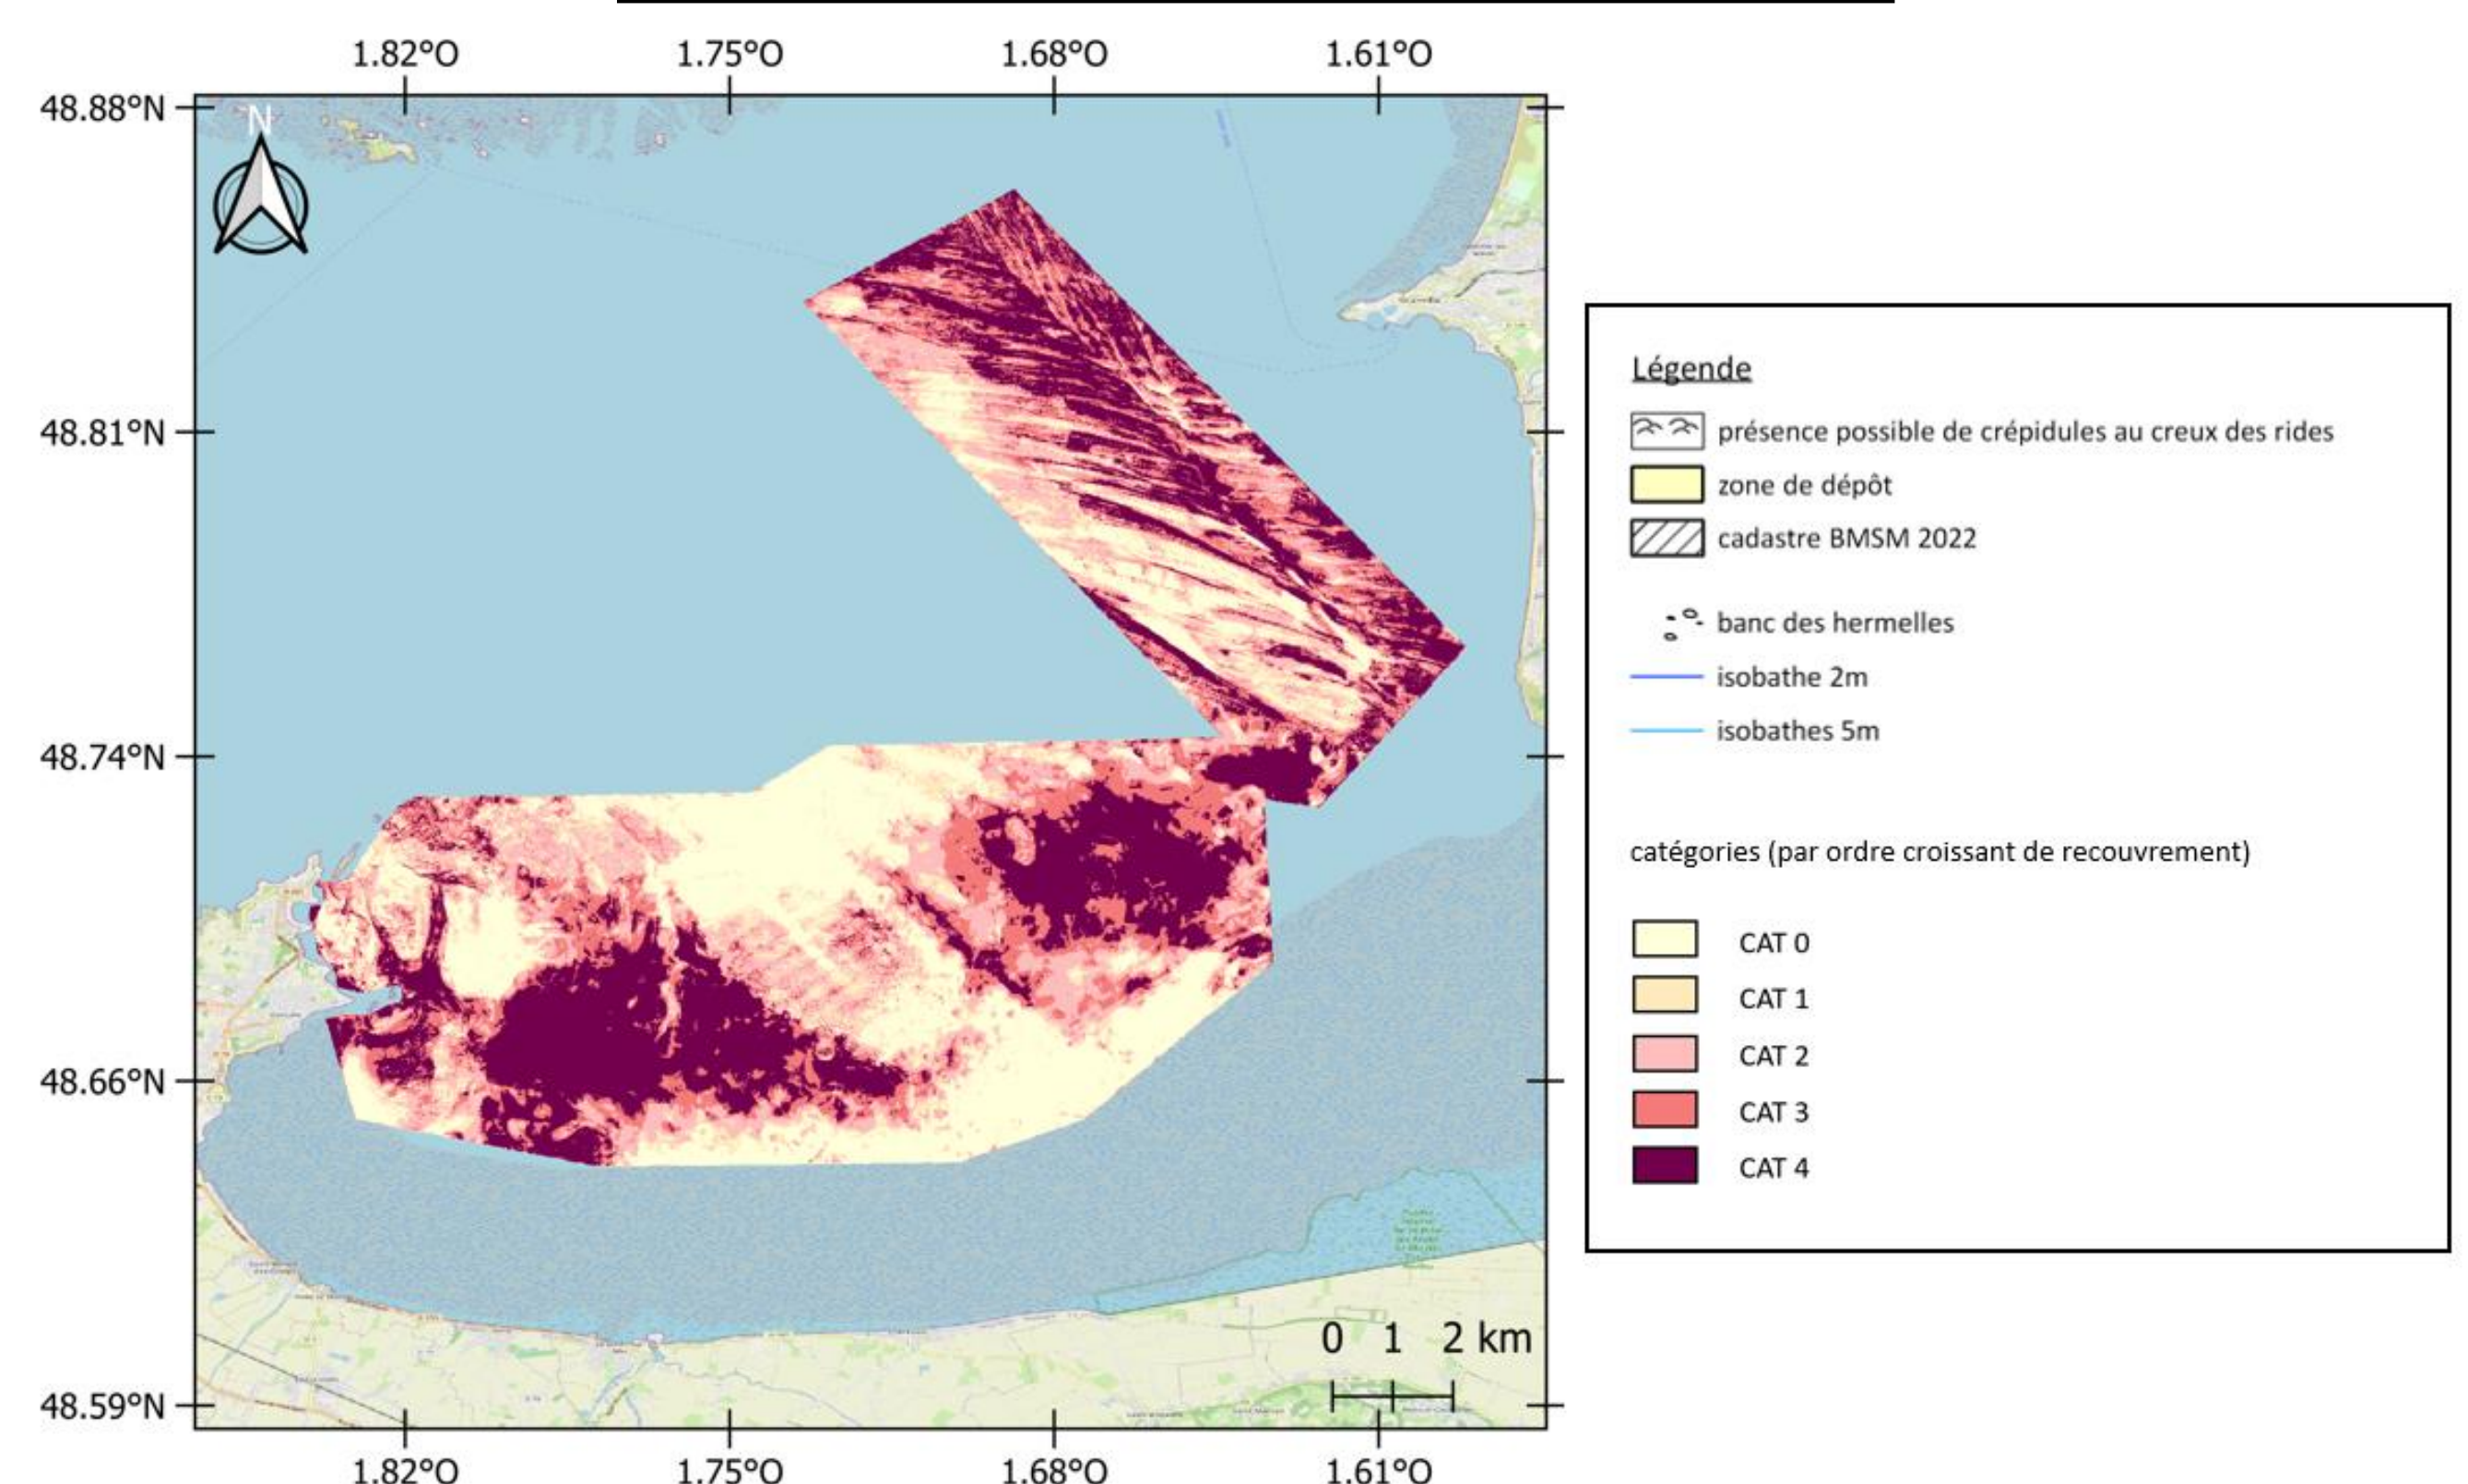 1.82°O 1.75°O 1.68°O 1.61°O
48.88°N
N
48.81°N
48.74°N
48.66°N
48.59°N
0 1 2 km
1.82°O 1.75°O 1.68°O 1.61°O
Légende
présence possible de crépidules au creux des rides
zone de dépôt
cadastre BMSM 2022
banc des hermelles
isobathe 2m
isobathes 5m
catégories (par ordre croissant de recouvrement)
CAT 0
CAT 1
CAT 2
CAT 3
CAT 4